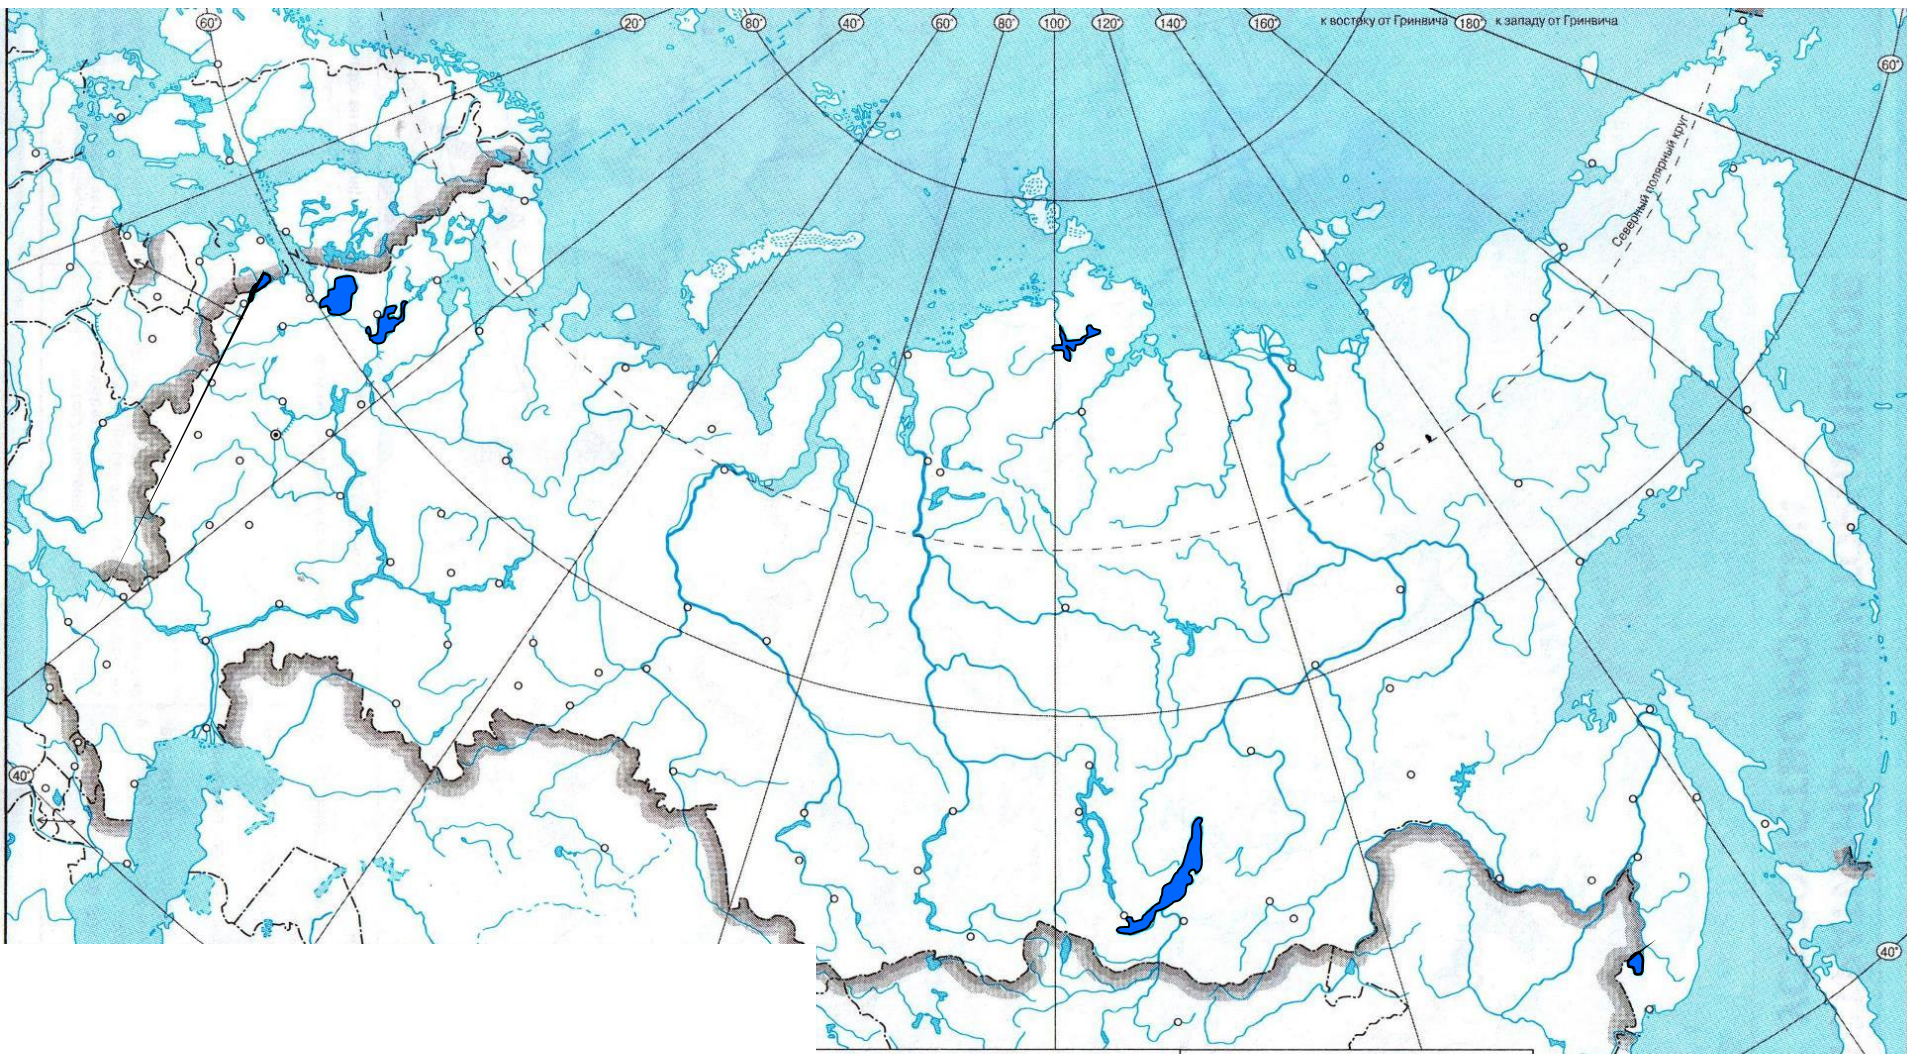 60° 20° 80° 40° 60° 80° 100° 120° 140° 160° к востоку от Гринвича 180° к западу от Гринвича
60°
Северный полярный круг
40°
40°